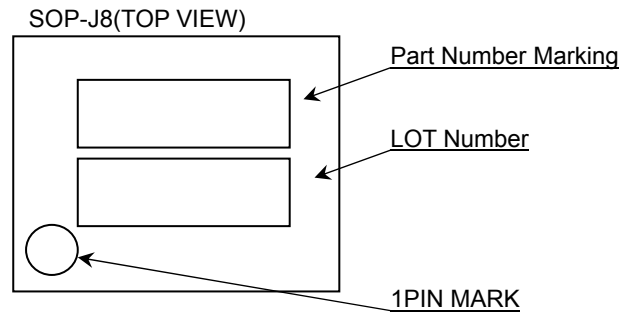 SOP-J8(TOP VIEW)
Part Number Marking
LOT Number
1PIN MARK